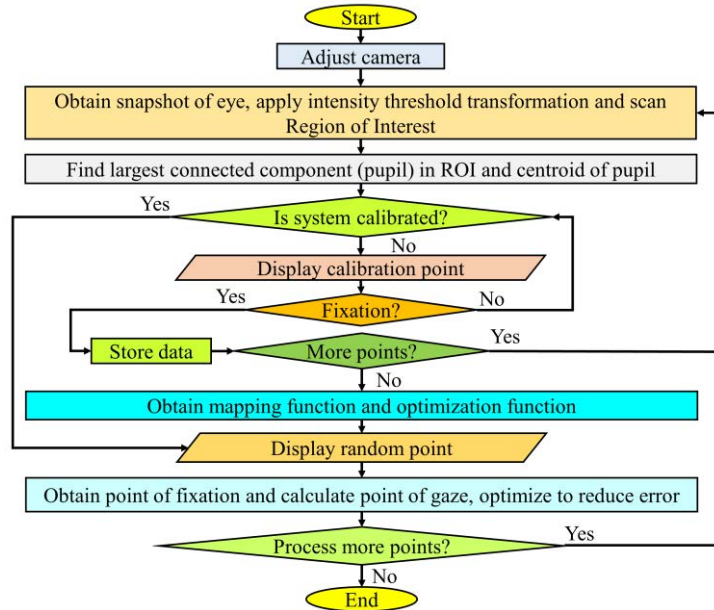 Start
Adjust camera
Obtain snapshot of eye, apply intensity threshold transformation and scan
Region of Interest
Find largest connected component (pupil) in ROI and centroid of pupil
Yes
Is system calibrated?
No
Display calibration point
Yes
Fixation?
No
Store data
More points?
Yes
No
Obtain mapping function and optimization function
Display random point
Obtain point of fixation and calculate point of gaze, optimize to reduce error
Process more points?
Yes
No
End